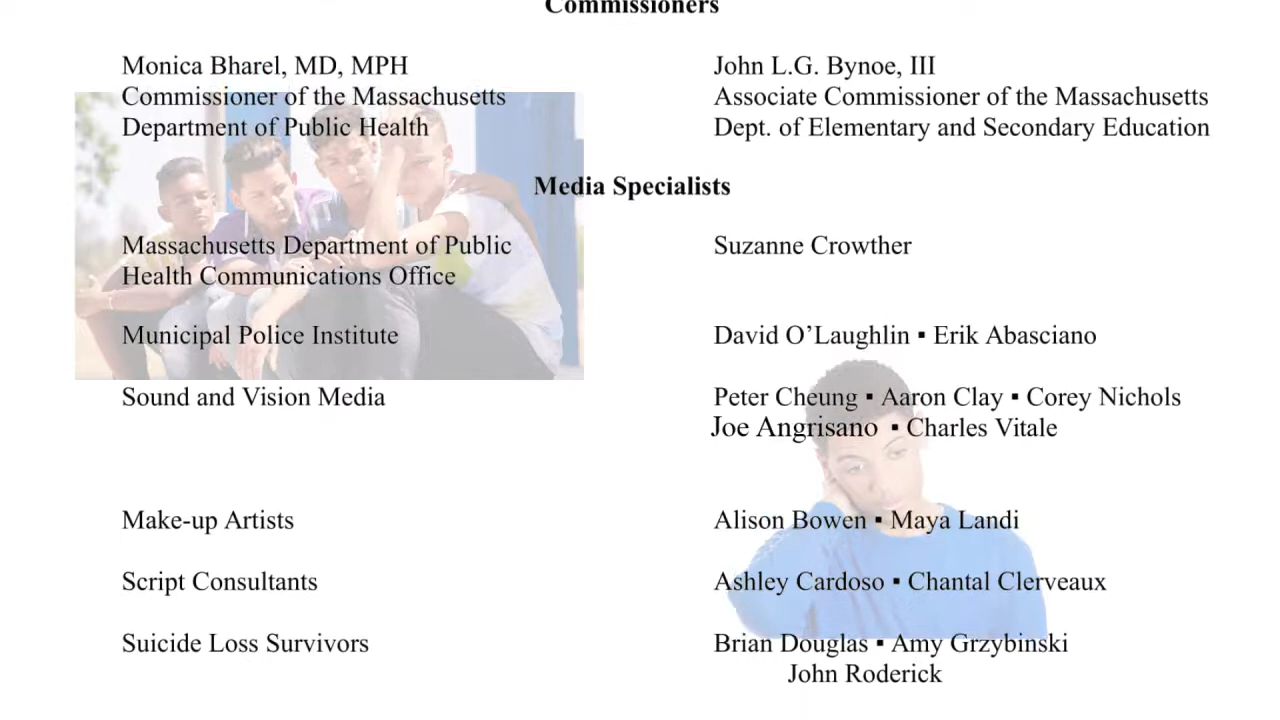 Commissioners
Monica Bharel, MD, MPH
John L.G. Bynoe, III
Commissioner of the Massachusetts
Associate Commissioner of the Massachusetts
Department of Public Health
Dept. of Elementary and Secondary Education
Media Specialists
Massachusetts Department of Public
Suzanne Crowther
Health Communications Office
Municipal Police Institute
David O’Laughlin ▪ Erik Abasciano
Sound and Vision Media
Peter Cheung ▪ Aaron Clay ▪ Corey Nichols
Joe Angrisano ▪ Charles Vitale
Make-up Artists
Alison Bowen ▪ Maya Landi
Script Consultants
Ashley Cardoso ▪ Chantal Clerveaux
Suicide Loss Survivors
Brian Douglas ▪ Amy Grzybinski
John Roderick